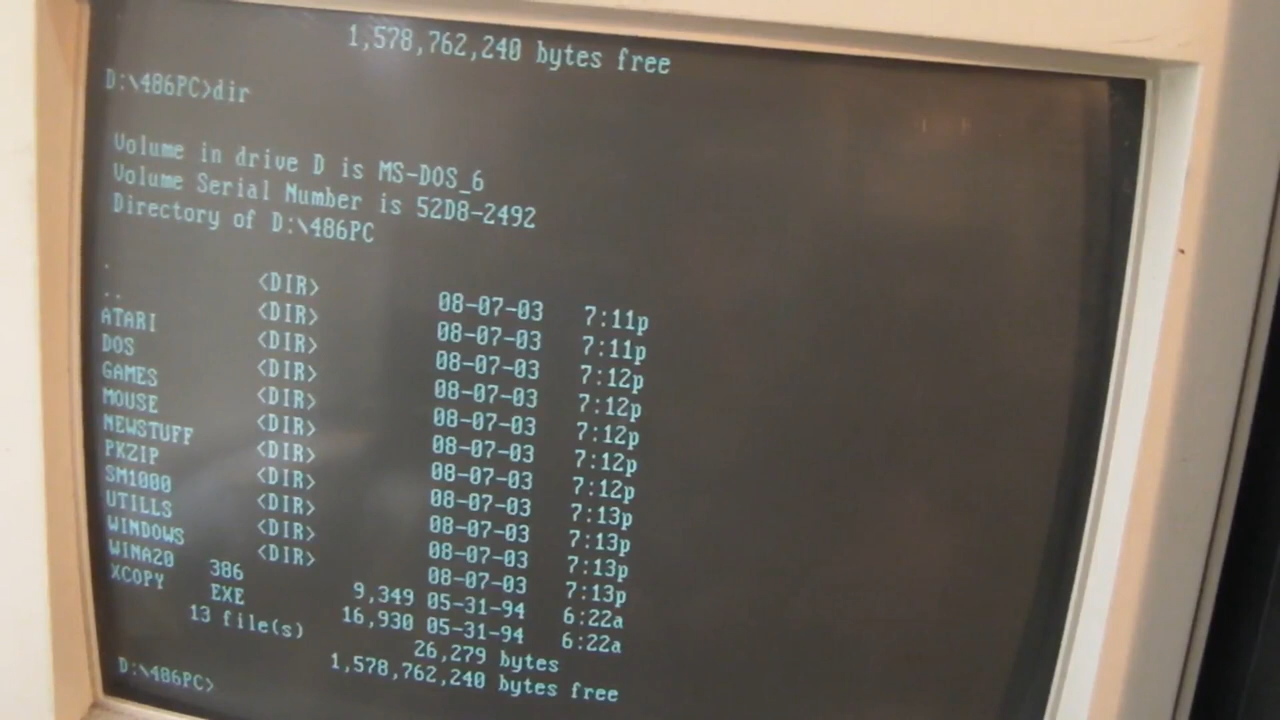 1,578,762,240 bytes free
D:\486PC>dir
Volume in drive D is MS-DOS_6
Volume Serial Number is 52D8-2492
Directory of D:\486PC
. <DIR> 08-07-03 7:11p
.. <DIR> 08-07-03 7:11p
ATARI <DIR> 08-07-03 7:12p
DOS <DIR> 08-07-03 7:12p
GAMES <DIR> 08-07-03 7:12p
MOUSE <DIR> 08-07-03 7:12p
NEWSTUFF <DIR> 08-07-03 7:12p
PKZIP <DIR> 08-07-03 7:13p
SM1000 <DIR> 08-07-03 7:13p
UTILLS <DIR> 08-07-03 7:13p
WINDOWS <DIR> 08-07-03 7:13p
WINA20 386 9,349 05-31-94 6:22a
XCOPY EXE 16,930 05-31-94 6:22a
13 file(s) 26,279 bytes
1,578,762,240 bytes free
D:\486PC>